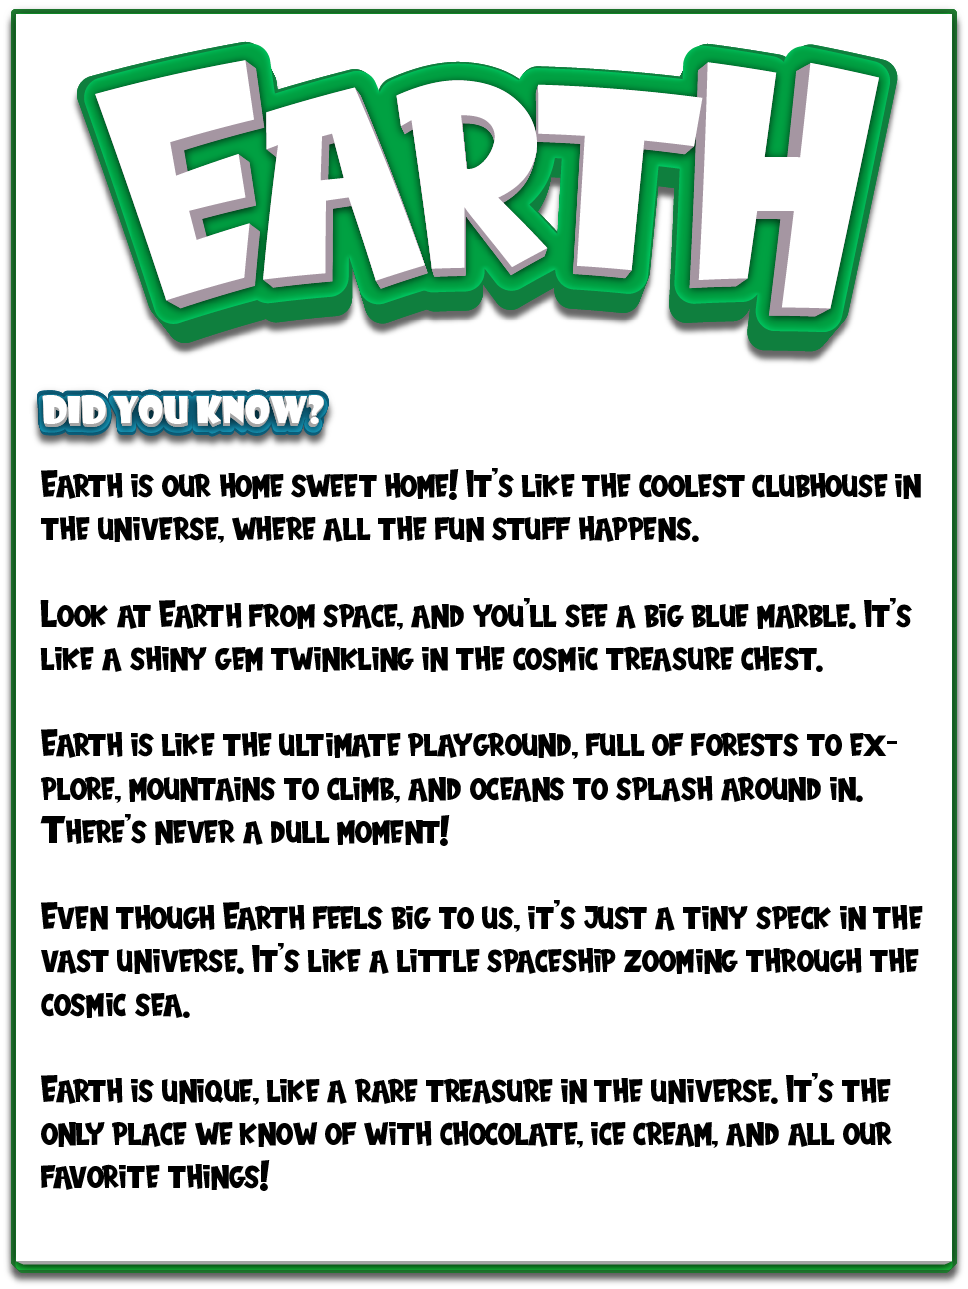 Earth
Did you know?
Earth is our home sweet home! It's like the coolest clubhouse in
the universe, where all the fun stuff happens.
Look at Earth from space, and you'll see a big blue marble. It's
like a shiny gem twinkling in the cosmic treasure chest.
Earth is like the ultimate playground, full of forests to ex-
plore, mountains to climb, and oceans to splash around in.
There's never a dull moment!
Even though Earth feels big to us, it's just a tiny speck in the
vast universe. It's like a little spaceship zooming through the
cosmic sea.
Earth is unique, like a rare treasure in the universe. It's the
only place we know of with chocolate, ice cream, and all our
favorite things!